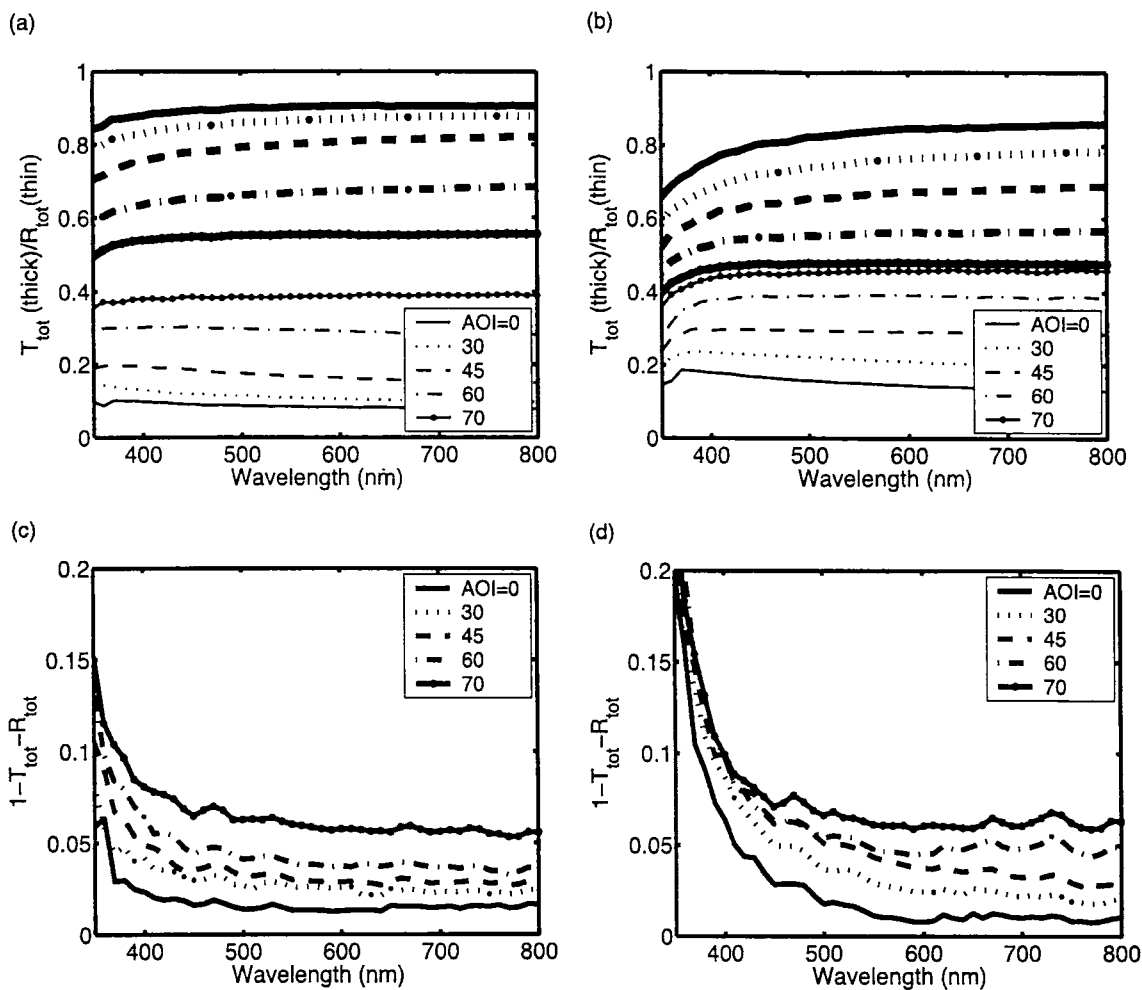 (a)
1
0.8
0.6
0.4
0.2
0
T_tot (thick)/R_tot (thin)
AOI=0
30
45
60
70
400 500 600 700 800
Wavelength (nm)
(b)
1
0.8
0.6
0.4
0.2
0
T_tot (thick)/R_tot (thin)
AOI=0
30
45
60
70
400 500 600 700 800
Wavelength (nm)
(c)
0.2
0.15
0.1
0.05
0
1−T_tot−R_tot
AOI=0
30
45
60
70
400 500 600 700 800
Wavelength (nm)
(d)
0.2
0.15
0.1
0.05
0
1−T_tot−R_tot
AOI=0
30
45
60
70
400 500 600 700 800
Wavelength (nm)